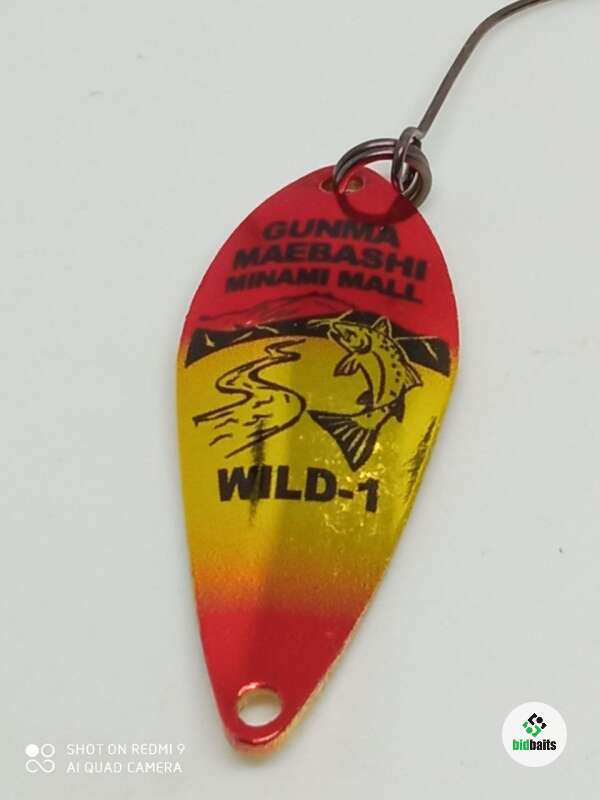 GUNMA
MAEBASHI
MINAMI MALL
WILD-1
SHOT ON REDMI 9
AI QUAD CAMERA
bidbaits